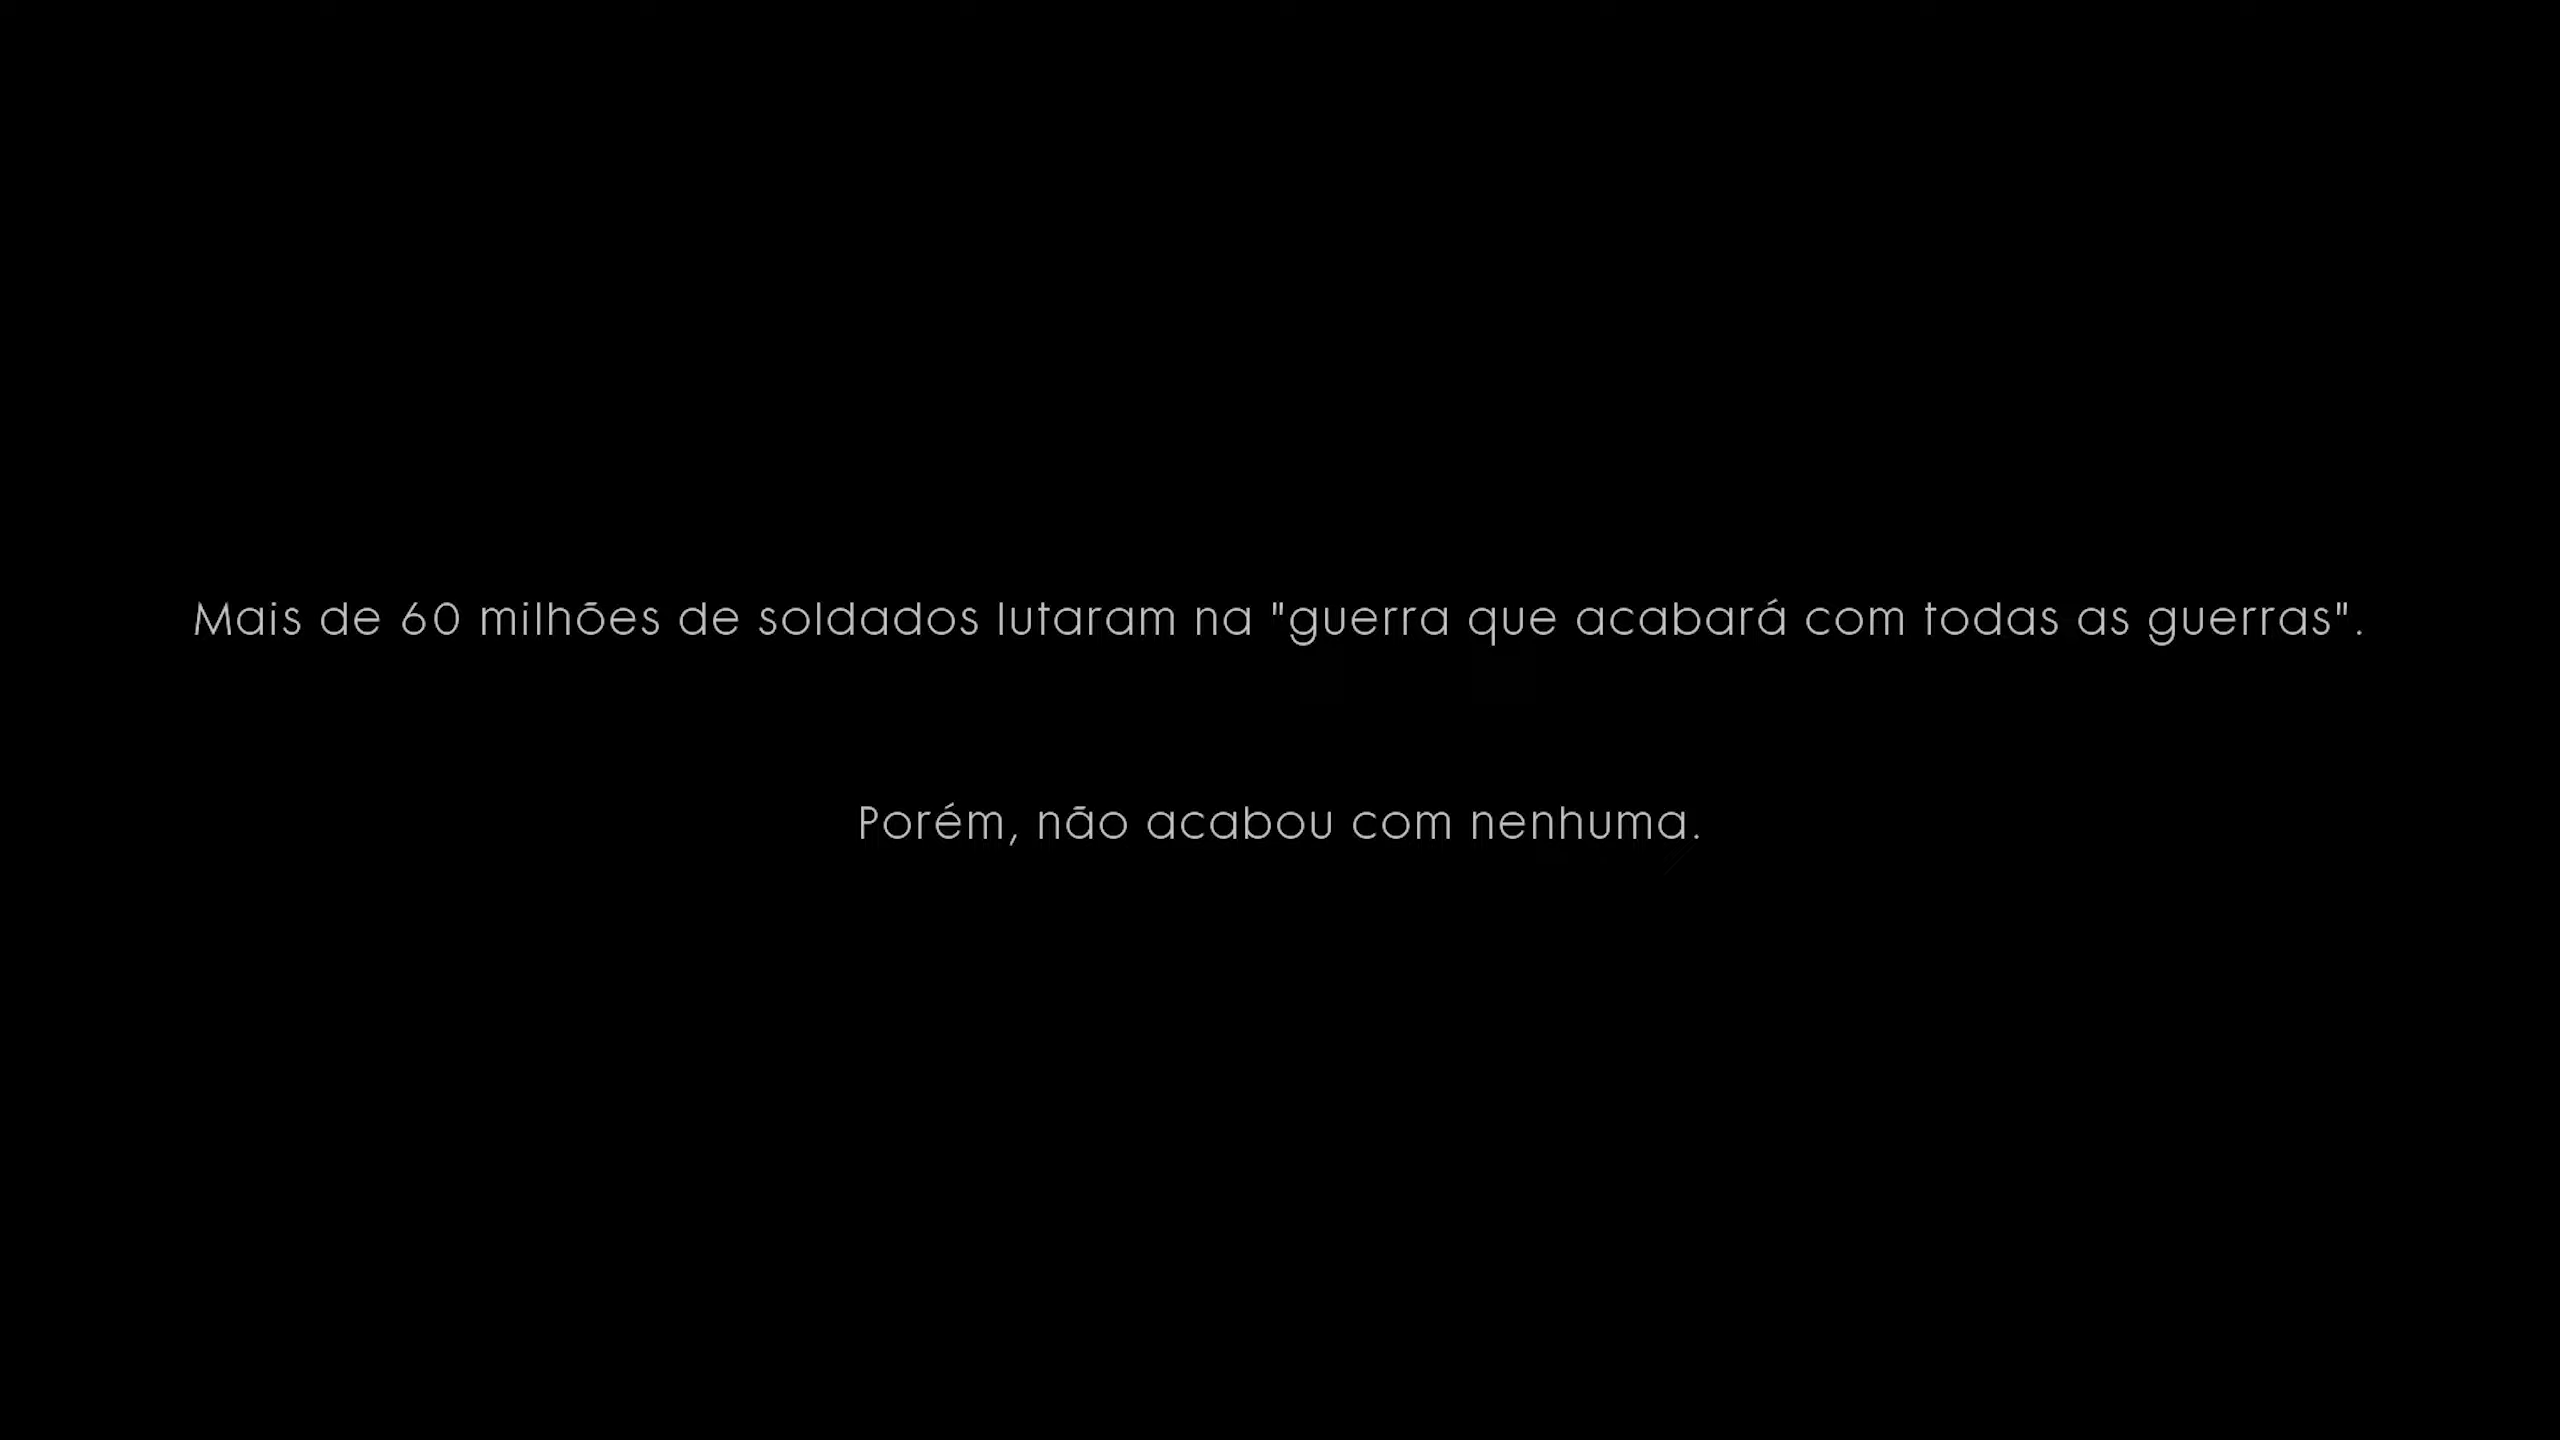 Mais de 60 milhões de soldados lutaram na "guerra que acabará com todas as guerras".
Porém, não acabou com nenhuma.